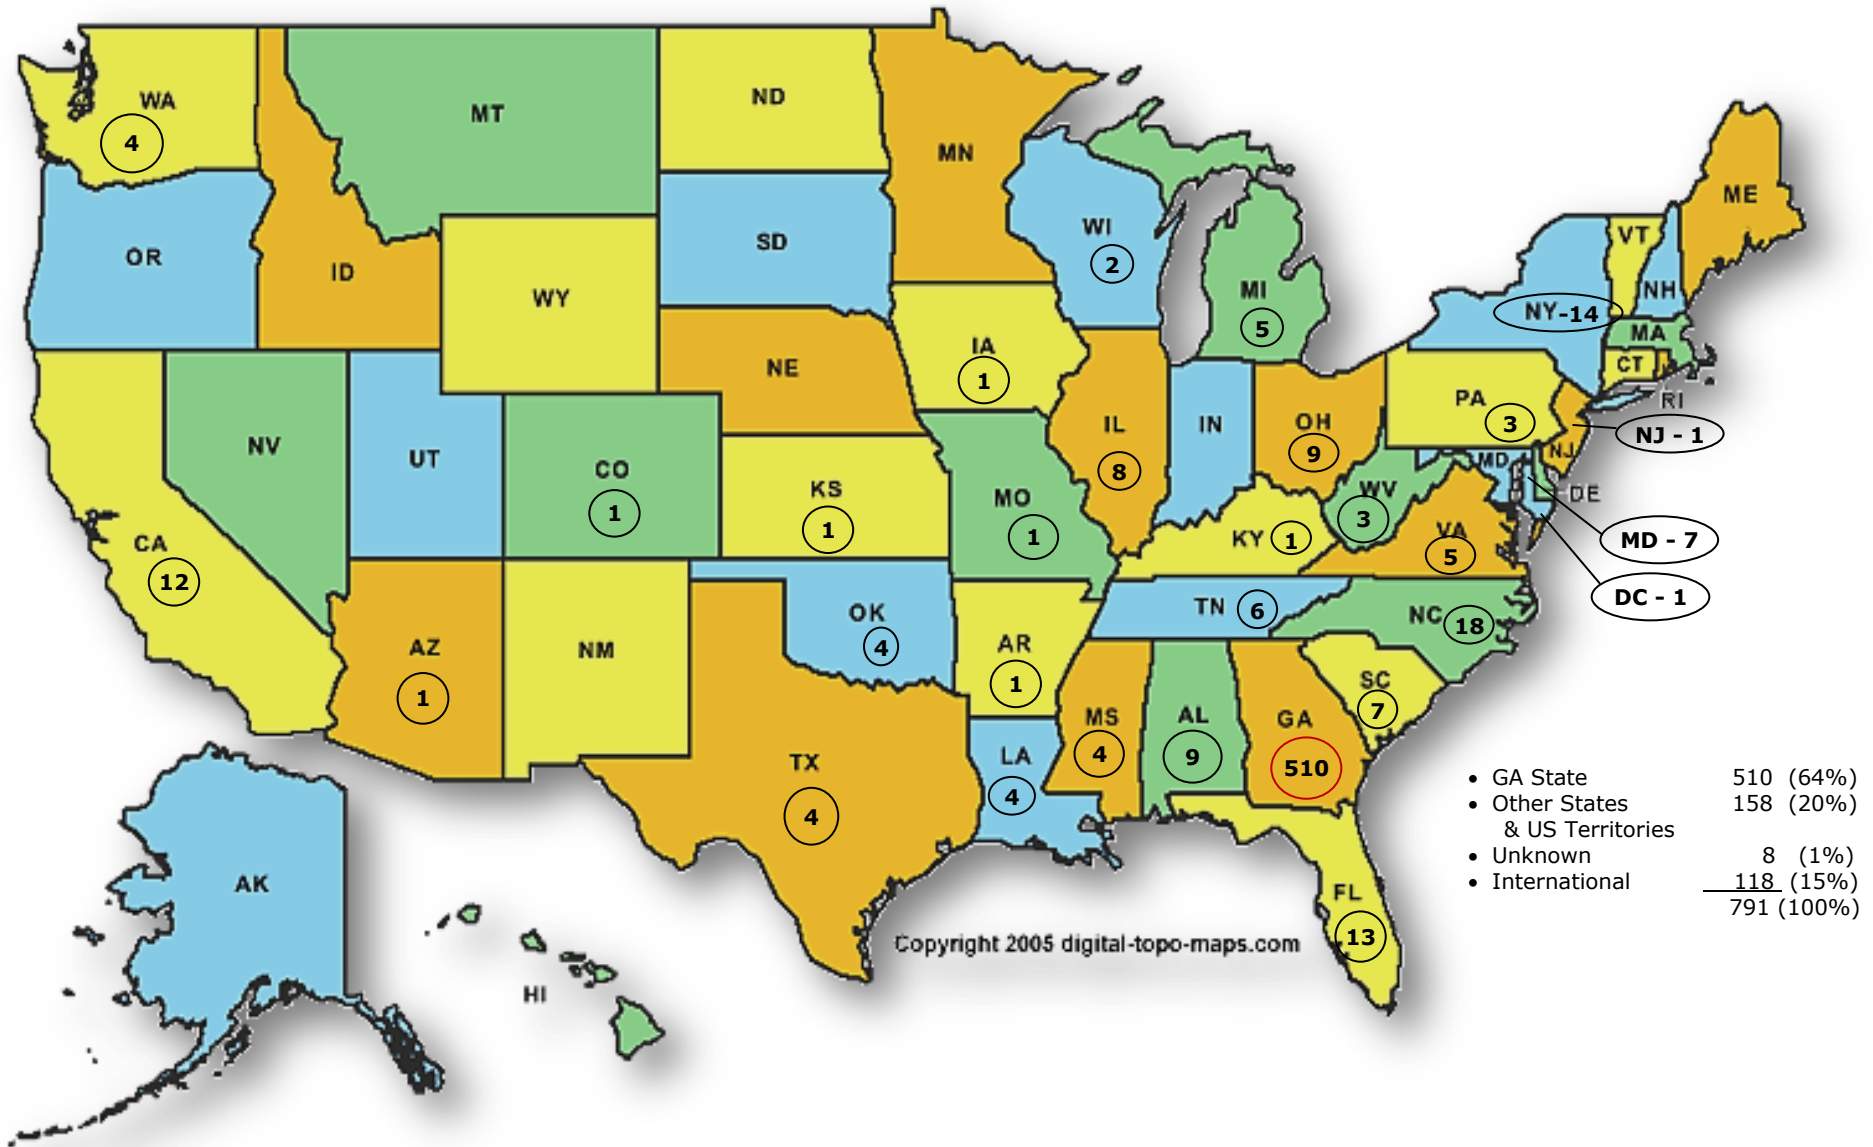 WA
4
MT
ND
MN
ME
OR
ID
SD
WI
2
MI
5
VT
NH
WY
NY-14
MA
CT
RI
NE
IA
1
PA
3
NJ - 1
NJ
NV
UT
CO
1
KS
1
MO
1
IL
8
IN
OH
9
WV
3
MD
DE
VA
5
MD - 7
DC - 1
CA
12
KY
1
AZ
1
NM
OK
4
AR
1
TN
6
NC
18
SC
7
TX
4
LA
4
MS
4
AL
9
GA
510
FL
13
AK
HI
• GA State 510 (64%)
• Other States 158 (20%)
& US Territories
• Unknown 8 (1%)
• International 118 (15%)
791 (100%)
Copyright 2005 digital-topo-maps.com